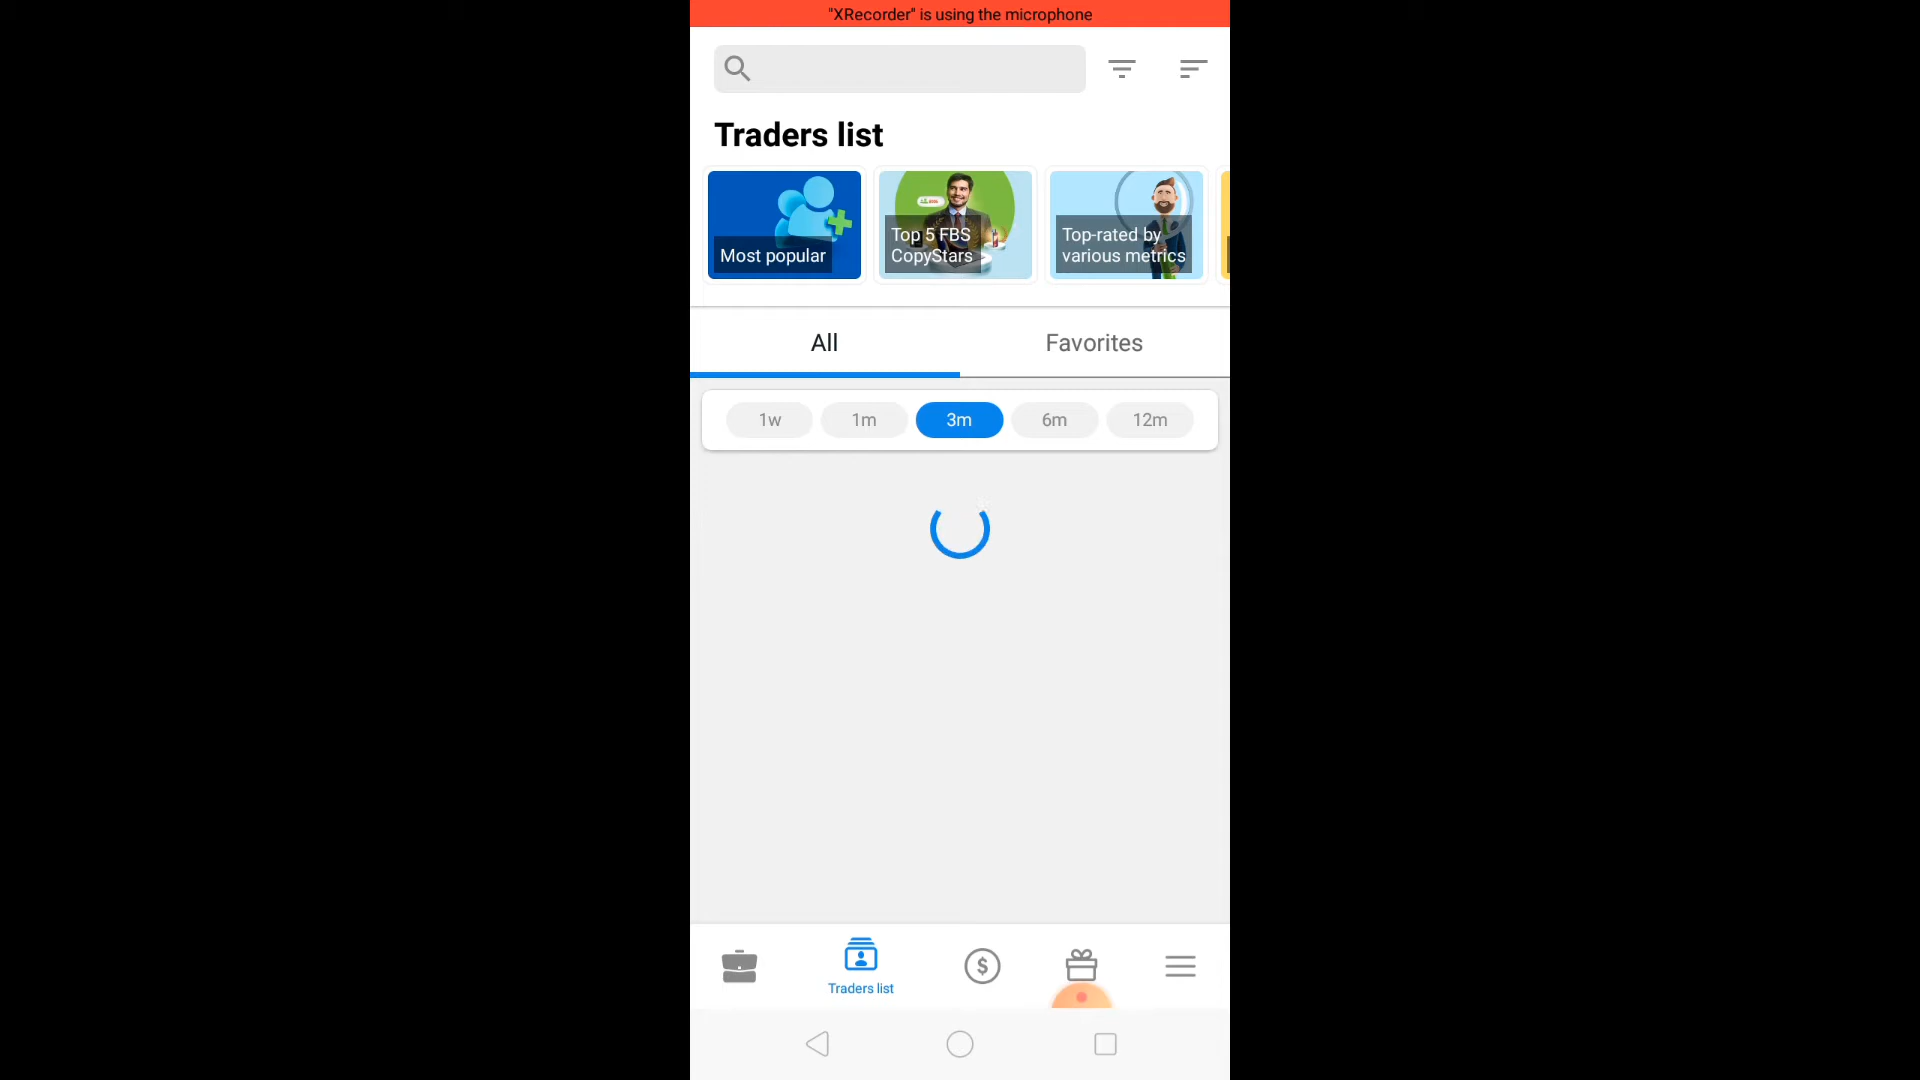 "XRecorder" is using the microphone
Traders list
Most popular
Top 5 FBS
CopyStars
Top-rated by
various metrics
All
Favorites
1w
1m
3m
6m
12m
$
Traders list